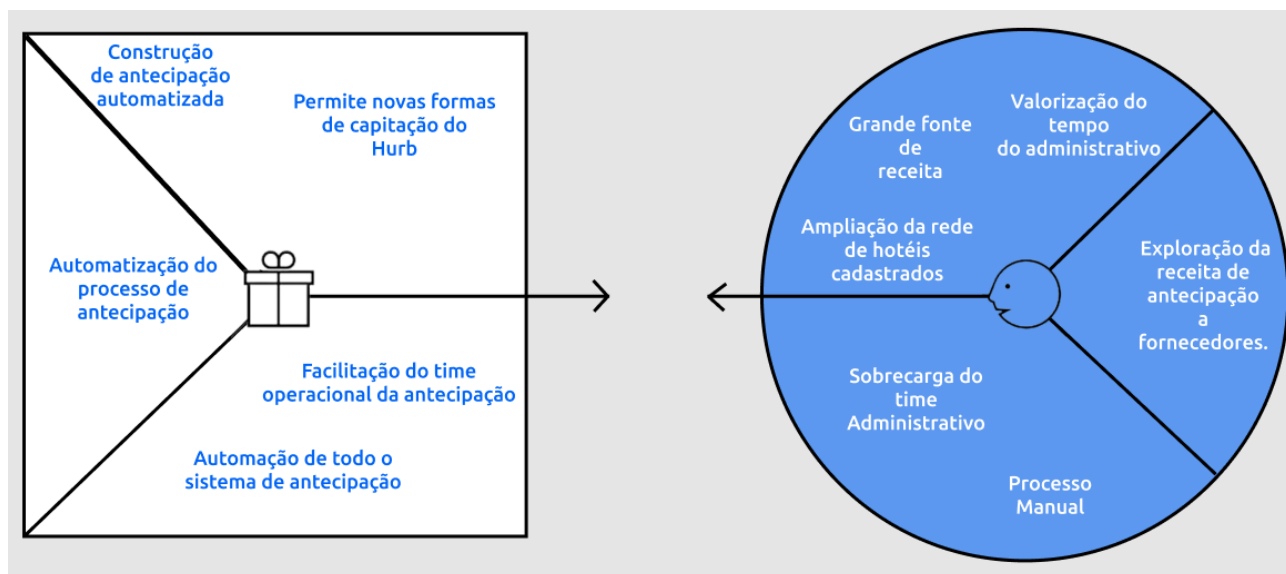 Construção
de antecipação
automatizada
Permite novas formas
de capitação do
Hurb
Automatização do
processo de
antecipação
Facilitação do time
operacional da antecipação
Automação de todo o
sistema de antecipação
Grande fonte
de
receita
Valorização do
tempo
do administrativo
Ampliação da rede
de hotéis
cadastrados
Exploração da
receita de
antecipação
a
fornecedores.
Sobrecarga do
time
Administrativo
Processo
Manual